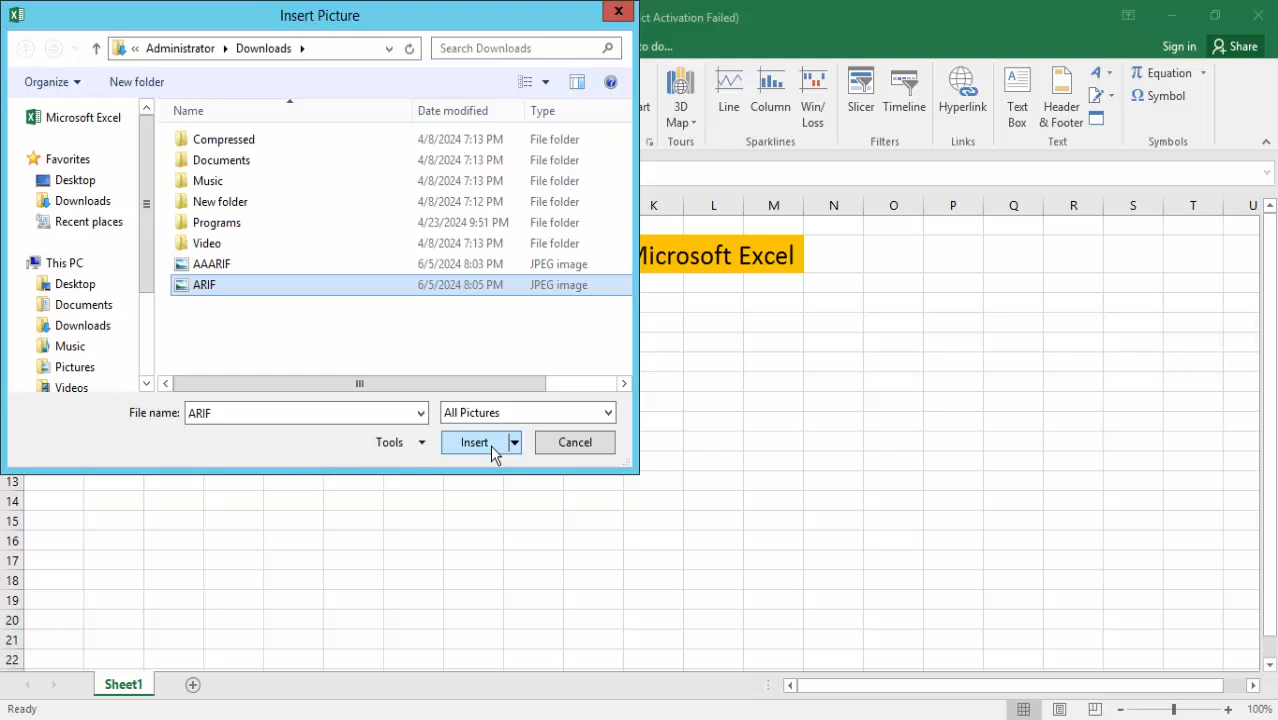 Insert Picture
ct Activation Failed)
Administrator Downloads
Search Downloads
to do...
Sign in
Share
Organize
New folder
Microsoft Excel
Favorites
Desktop
Downloads
Recent places
This PC
Desktop
Documents
Downloads
Music
Pictures
Videos
Name Date modified Type
Compressed 4/8/2024 7:13 PM File folder
Documents 4/8/2024 7:13 PM File folder
Music 4/8/2024 7:13 PM File folder
New folder 4/8/2024 7:12 PM File folder
Programs 4/23/2024 9:51 PM File folder
Video 4/8/2024 7:13 PM File folder
AAARIF 6/5/2024 8:03 PM JPEG image
ARIF 6/5/2024 8:05 PM JPEG image
File name: ARIF
All Pictures
Tools
Insert
Cancel
art
3D
Map
Tours
Line
Column
Win/
Loss
Sparklines
Slicer
Timeline
Filters
Hyperlink
Links
Text
Box
Header
& Footer
A
Text
π Equation
Ω Symbol
Symbols
K L M N O P Q R S T U
Microsoft Excel
13
14
15
16
17
18
19
20
21
22
Sheet1
Ready
100%